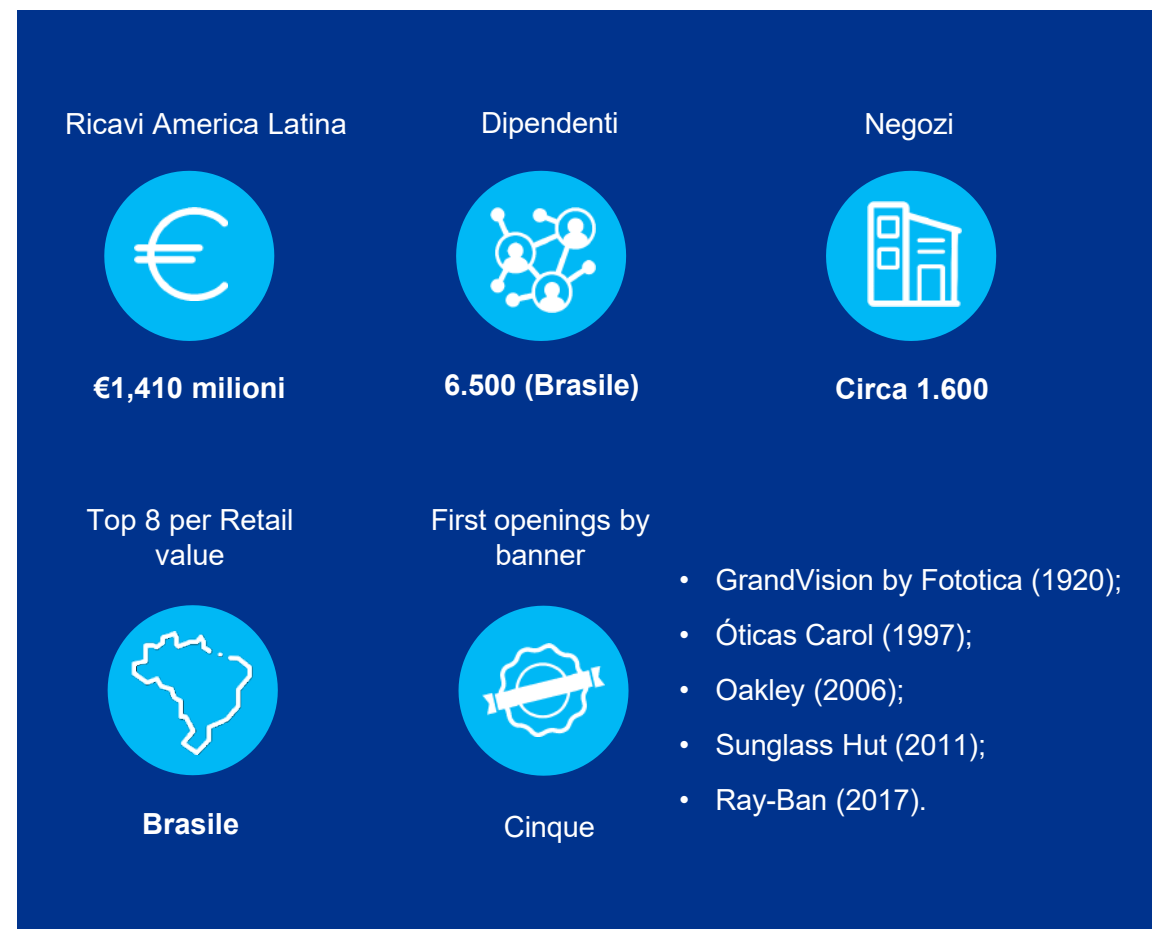 Ricavi America Latina
€1,410 milioni
Dipendenti
6.500 (Brasile)
Negozi
Circa 1.600
Top 8 per Retail
value
Brasile
First openings by
banner
Cinque
• GrandVision by Fototica (1920);
• Óticas Carol (1997);
• Oakley (2006);
• Sunglass Hut (2011);
• Ray-Ban (2017).